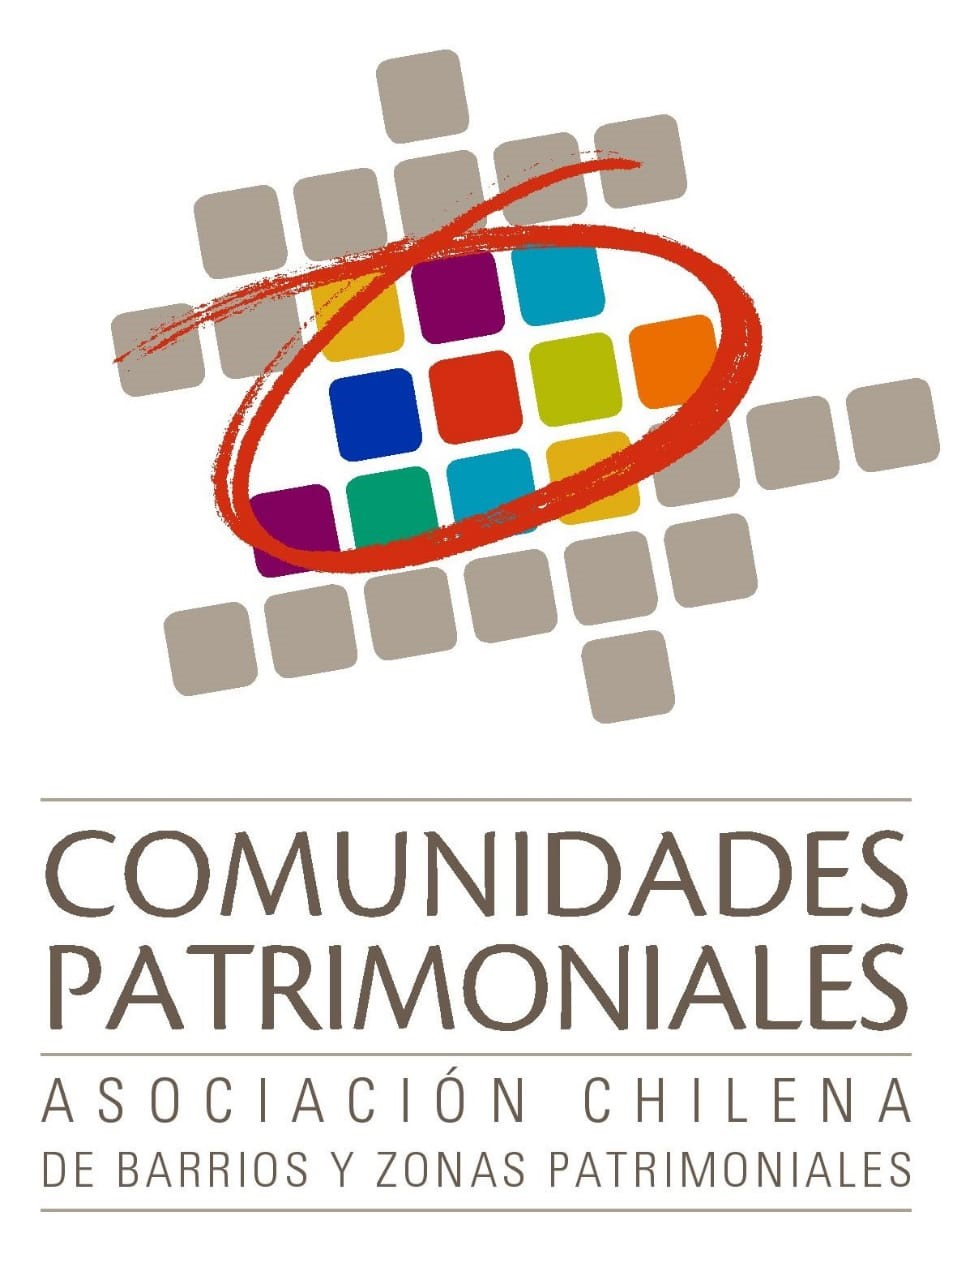 COMUNIDADES
PATRIMONIALES
ASOCIACIÓN CHILENA
DE BARRIOS Y ZONAS PATRIMONIALES